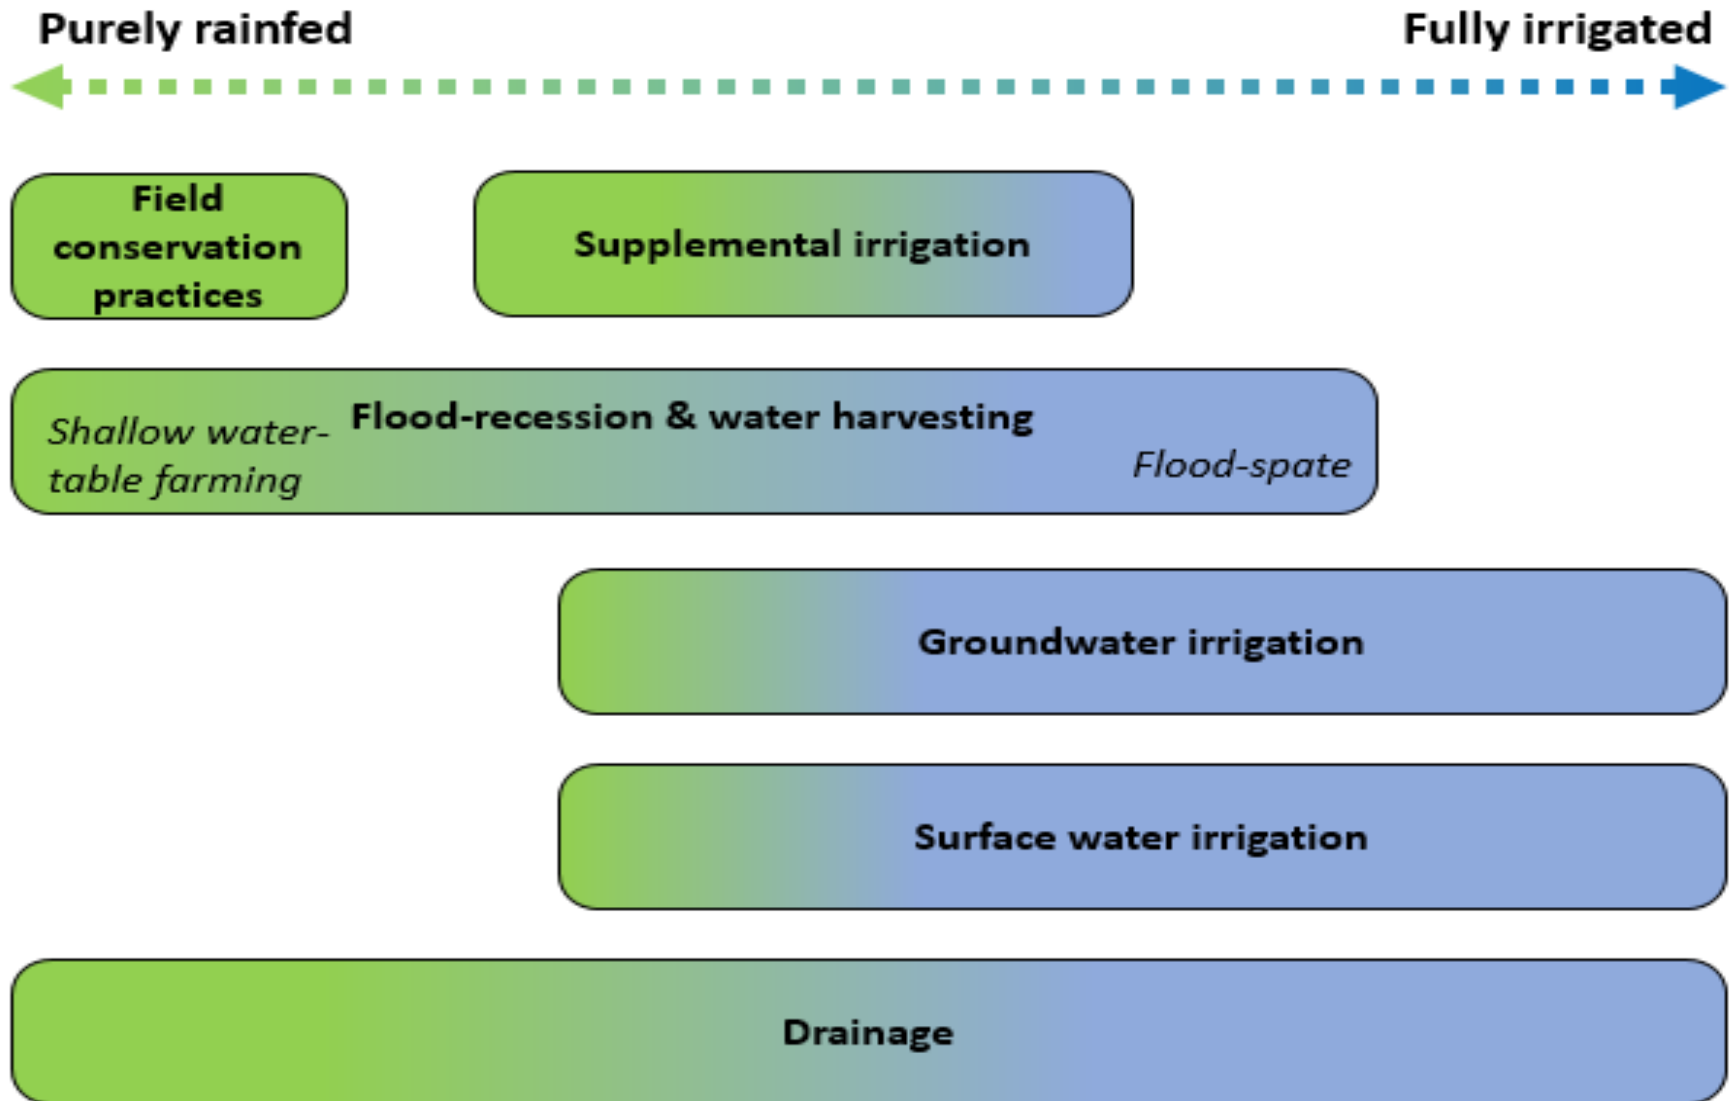 Purely rainfed
Fully irrigated
Field
conservation
practices
Supplemental irrigation
Flood-recession & water harvesting
Shallow water-
table farming
Flood-spate
Groundwater irrigation
Surface water irrigation
Drainage